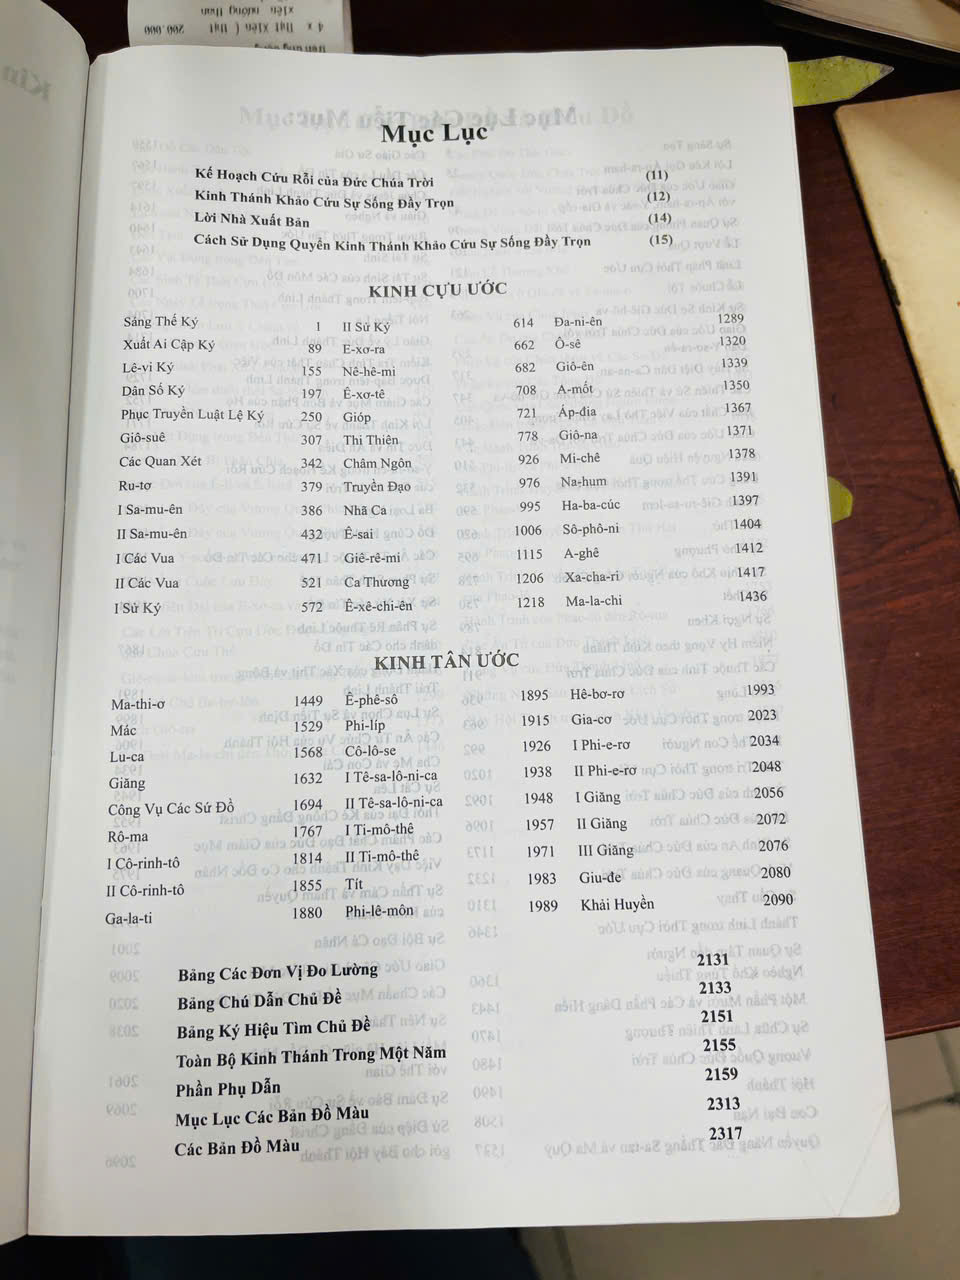 4 x thịt xiên ( thịt 200.000
xiên nướng than
Mục Lục
Kế Hoạch Cứu Rỗi của Đức Chúa Trời (11)
Kinh Thánh Khảo Cứu Sự Sống Đầy Trọn (12)
Lời Nhà Xuất Bản (14)
Cách Sử Dụng Quyển Kinh Thánh Khảo Cứu Sự Sống Đầy Trọn (15)
KINH CỰU ƯỚC
Sáng Thế Ký 1 II Sử Ký 614 Đa-ni-ên 1289
Xuất Ai Cập Ký 89 E-xơ-ra 662 Ô-sê 1320
Lê-vi Ký 155 Nê-hê-mi 682 Giô-ên 1339
Dân Số Ký 197 Ê-xơ-tê 708 A-mốt 1350
Phục Truyền Luật Lệ Ký 250 Gióp 721 Áp-đia 1367
Giô-suê 307 Thi Thiên 778 Giô-na 1371
Các Quan Xét 342 Châm Ngôn 926 Mi-chê 1378
Ru-tơ 379 Truyền Đạo 976 Na-hum 1391
I Sa-mu-ên 386 Nhã Ca 995 Ha-ba-cúc 1397
II Sa-mu-ên 432 Ê-sai 1006 Sô-phô-ni 1404
I Các Vua 471 Giê-rê-mi 1115 A-ghê 1412
II Các Vua 521 Ca Thương 1206 Xa-cha-ri 1417
I Sử Ký 572 Ê-xê-chi-ên 1218 Ma-la-chi 1436
KINH TÂN ƯỚC
Ma-thi-ơ 1449 Ê-phê-sô 1895 Hê-bơ-rơ 1993
Mác 1529 Phi-líp 1915 Gia-cơ 2023
Lu-ca 1568 Cô-lô-se 1926 I Phi-e-rơ 2034
Giăng 1632 I Tê-sa-lô-ni-ca 1938 II Phi-e-rơ 2048
Công Vụ Các Sứ Đồ 1694 II Tê-sa-lô-ni-ca 1948 I Giăng 2056
Rô-ma 1767 I Ti-mô-thê 1957 II Giăng 2072
I Cô-rinh-tô 1814 II Ti-mô-thê 1971 III Giăng 2076
II Cô-rinh-tô 1855 Tít 1983 Giu-đe 2080
Ga-la-ti 1880 Phi-lê-môn 1989 Khải Huyền 2090
Bảng Các Đơn Vị Đo Lường 2131
Bảng Chú Dẫn Chủ Đề 2133
Bảng Ký Hiệu Tìm Chủ Đề 2151
Toàn Bộ Kinh Thánh Trong Một Năm 2155
Phần Phụ Dẫn 2159
Mục Lục Các Bản Đồ Màu 2313
Các Bản Đồ Màu 2317